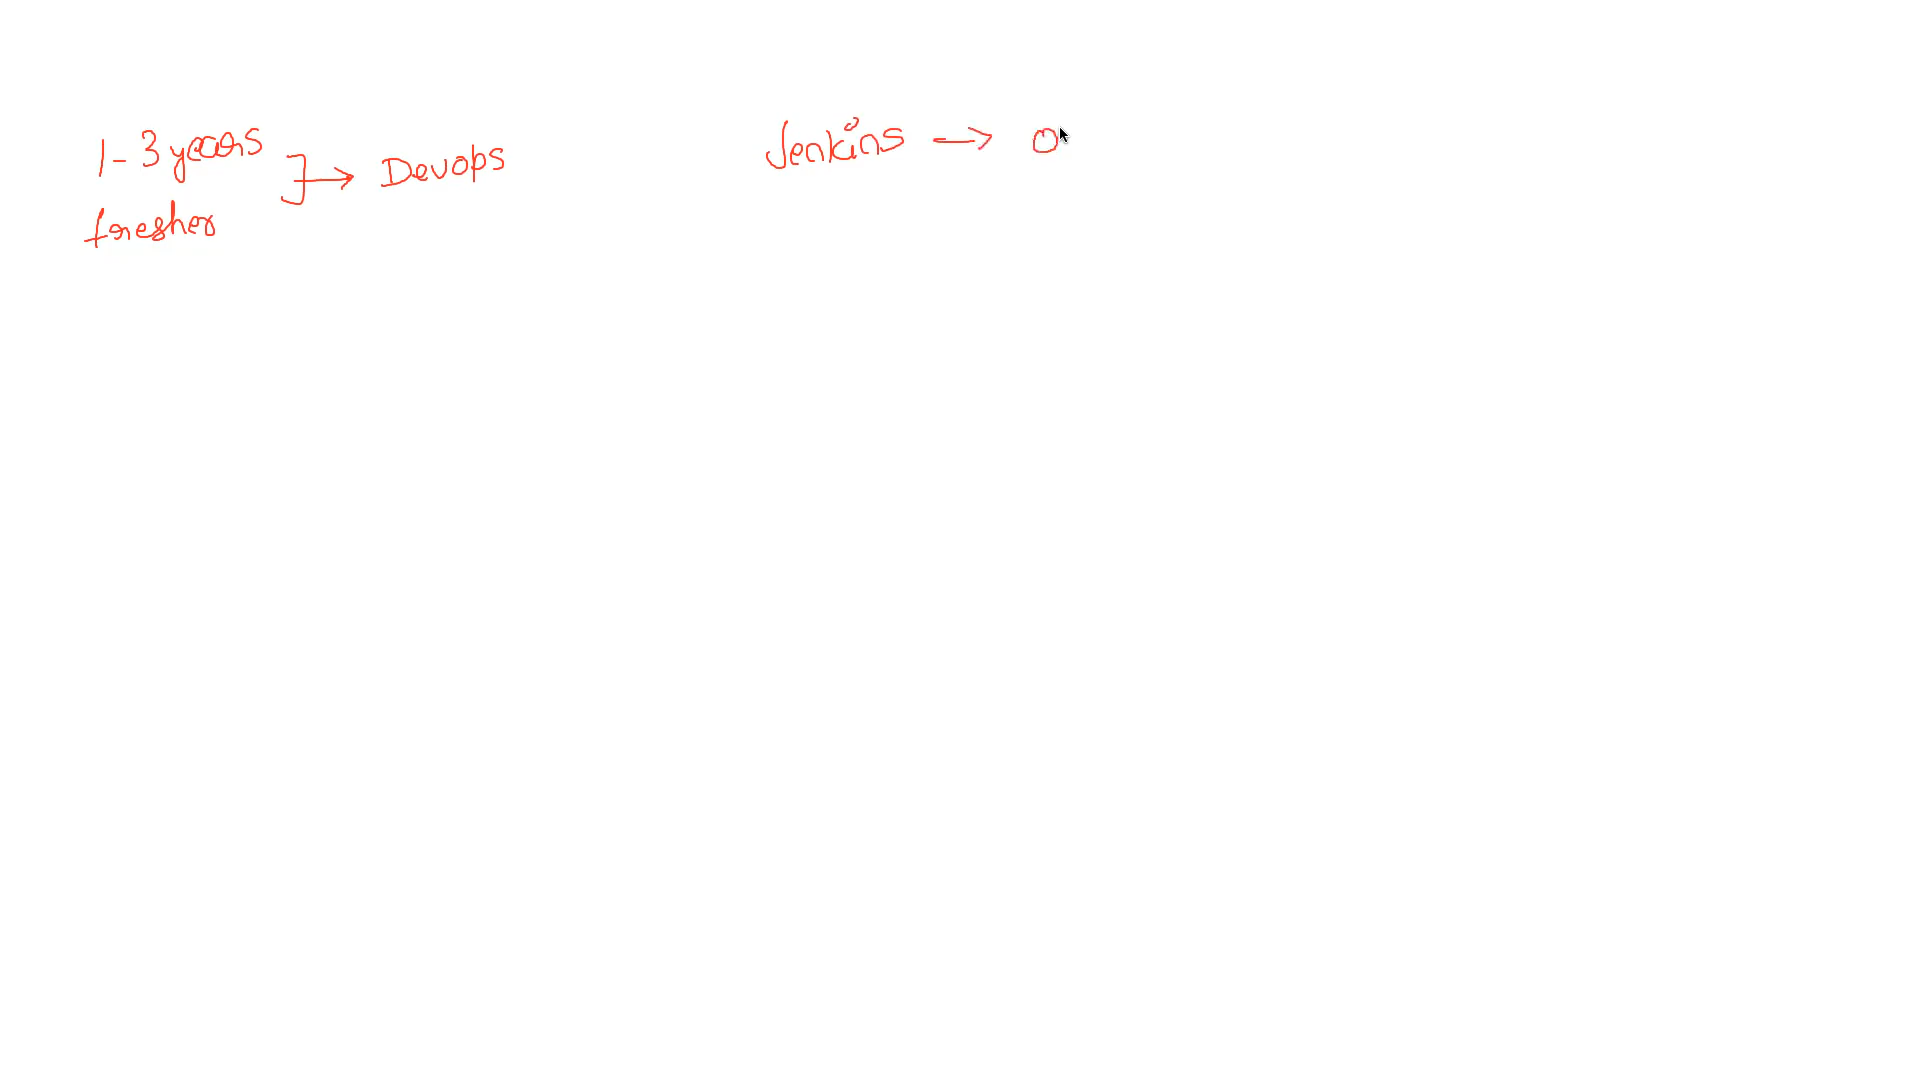 1-3 years
fresher
] → Devops
Jenkins → O